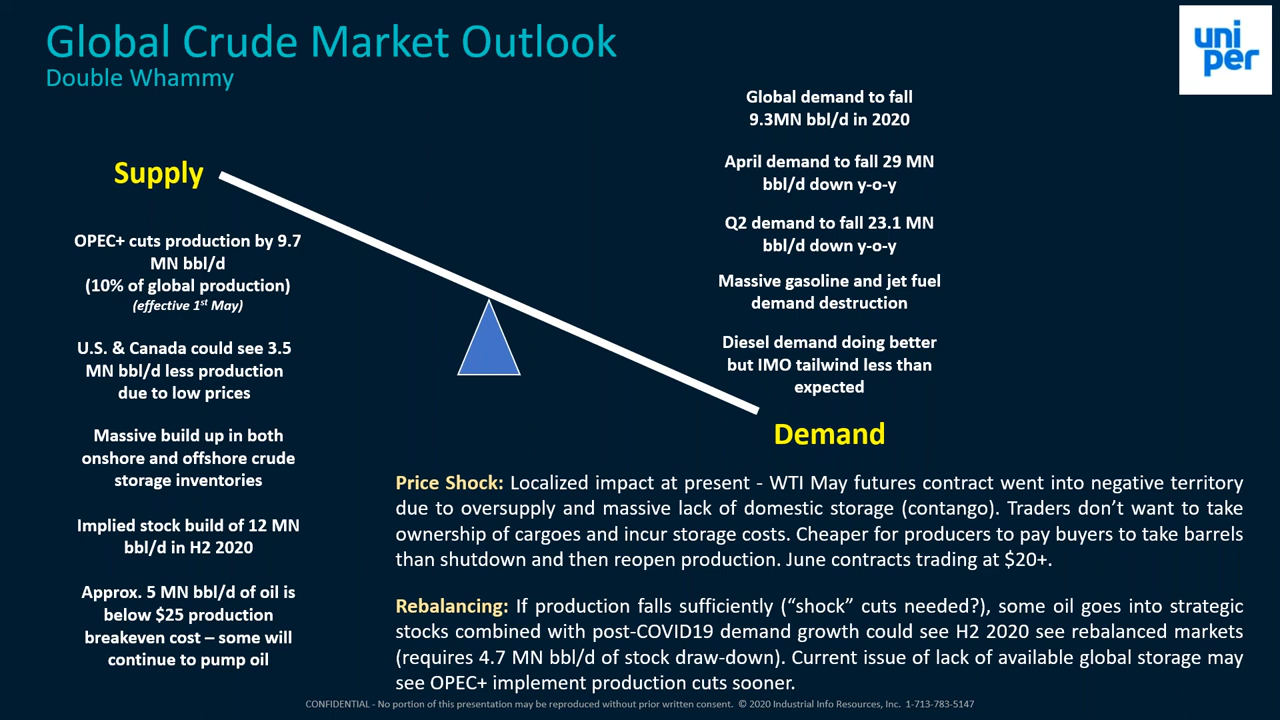 Global Crude Market Outlook
Double Whammy
uni
per
Supply
OPEC+ cuts production by 9.7
MN bbl/d
(10% of global production)
(effective 1st May)
U.S. & Canada could see 3.5
MN bbl/d less production
due to low prices
Massive build up in both
onshore and offshore crude
storage inventories
Implied stock build of 12 MN
bbl/d in H2 2020
Approx. 5 MN bbl/d of oil is
below $25 production
breakeven cost – some will
continue to pump oil
Global demand to fall
9.3MN bbl/d in 2020
April demand to fall 29 MN
bbl/d down y-o-y
Q2 demand to fall 23.1 MN
bbl/d down y-o-y
Massive gasoline and jet fuel
demand destruction
Diesel demand doing better
but IMO tailwind less than
expected
Demand
Price Shock: Localized impact at present - WTI May futures contract went into negative territory
due to oversupply and massive lack of domestic storage (contango). Traders don’t want to take
ownership of cargoes and incur storage costs. Cheaper for producers to pay buyers to take barrels
than shutdown and then reopen production. June contracts trading at $20+.
Rebalancing: If production falls sufficiently (“shock” cuts needed?), some oil goes into strategic
stocks combined with post-COVID19 demand growth could see H2 2020 see rebalanced markets
(requires 4.7 MN bbl/d of stock draw-down). Current issue of lack of available global storage may
see OPEC+ implement production cuts sooner.
CONFIDENTIAL - No portion of this presentation may be reproduced without prior written consent. © 2020 Industrial Info Resources, Inc. 1-713-783-5147